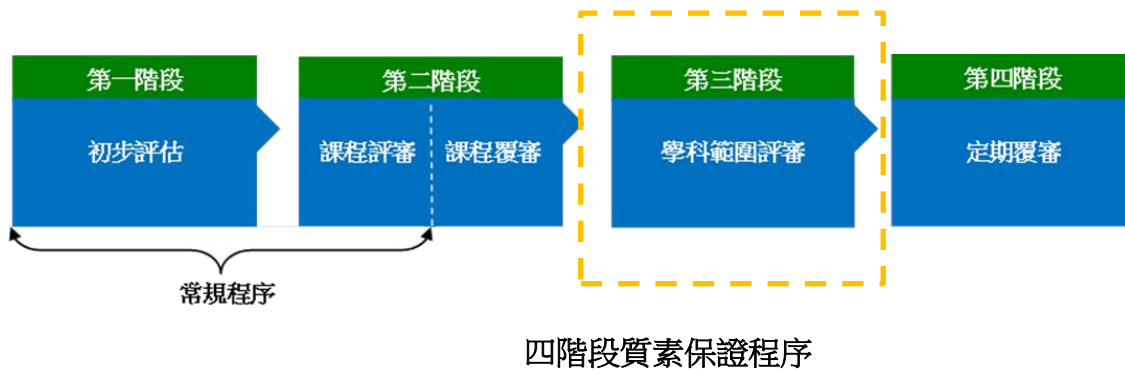 第一階段
初步評估
第二階段
課程評審
課程覆審
第三階段
學科範圍評審
第四階段
定期覆審
常規程序
四階段質素保證程序